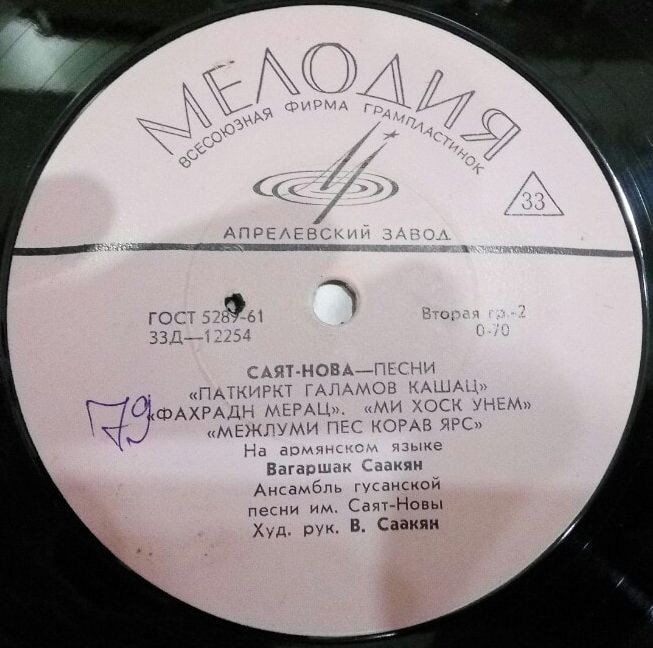 МЕЛОДИЯ
ВСЕСОЮЗНАЯ ФИРМА ГРАМПЛАСТИНОК
33
АПРЕЛЕВСКИЙ ЗАВОД
ГОСТ 5289-61 Вторая гр.-2
33Д—12254 0-70
САЯТ-НОВА—ПЕСНИ
«ПАТКИРКТ ГАЛАМОВ КАШАЦ»
«ФАХРАДН МЕРАЦ». «МИ ХОСК УНЕМ»
79
«МЕЖЛУМИ ПЕС КОРАВ ЯРС»
На армянском языке
Вагаршак Саакян
Ансамбль гусанской
песни им. Саят-Новы
Худ. рук. В. Саакян